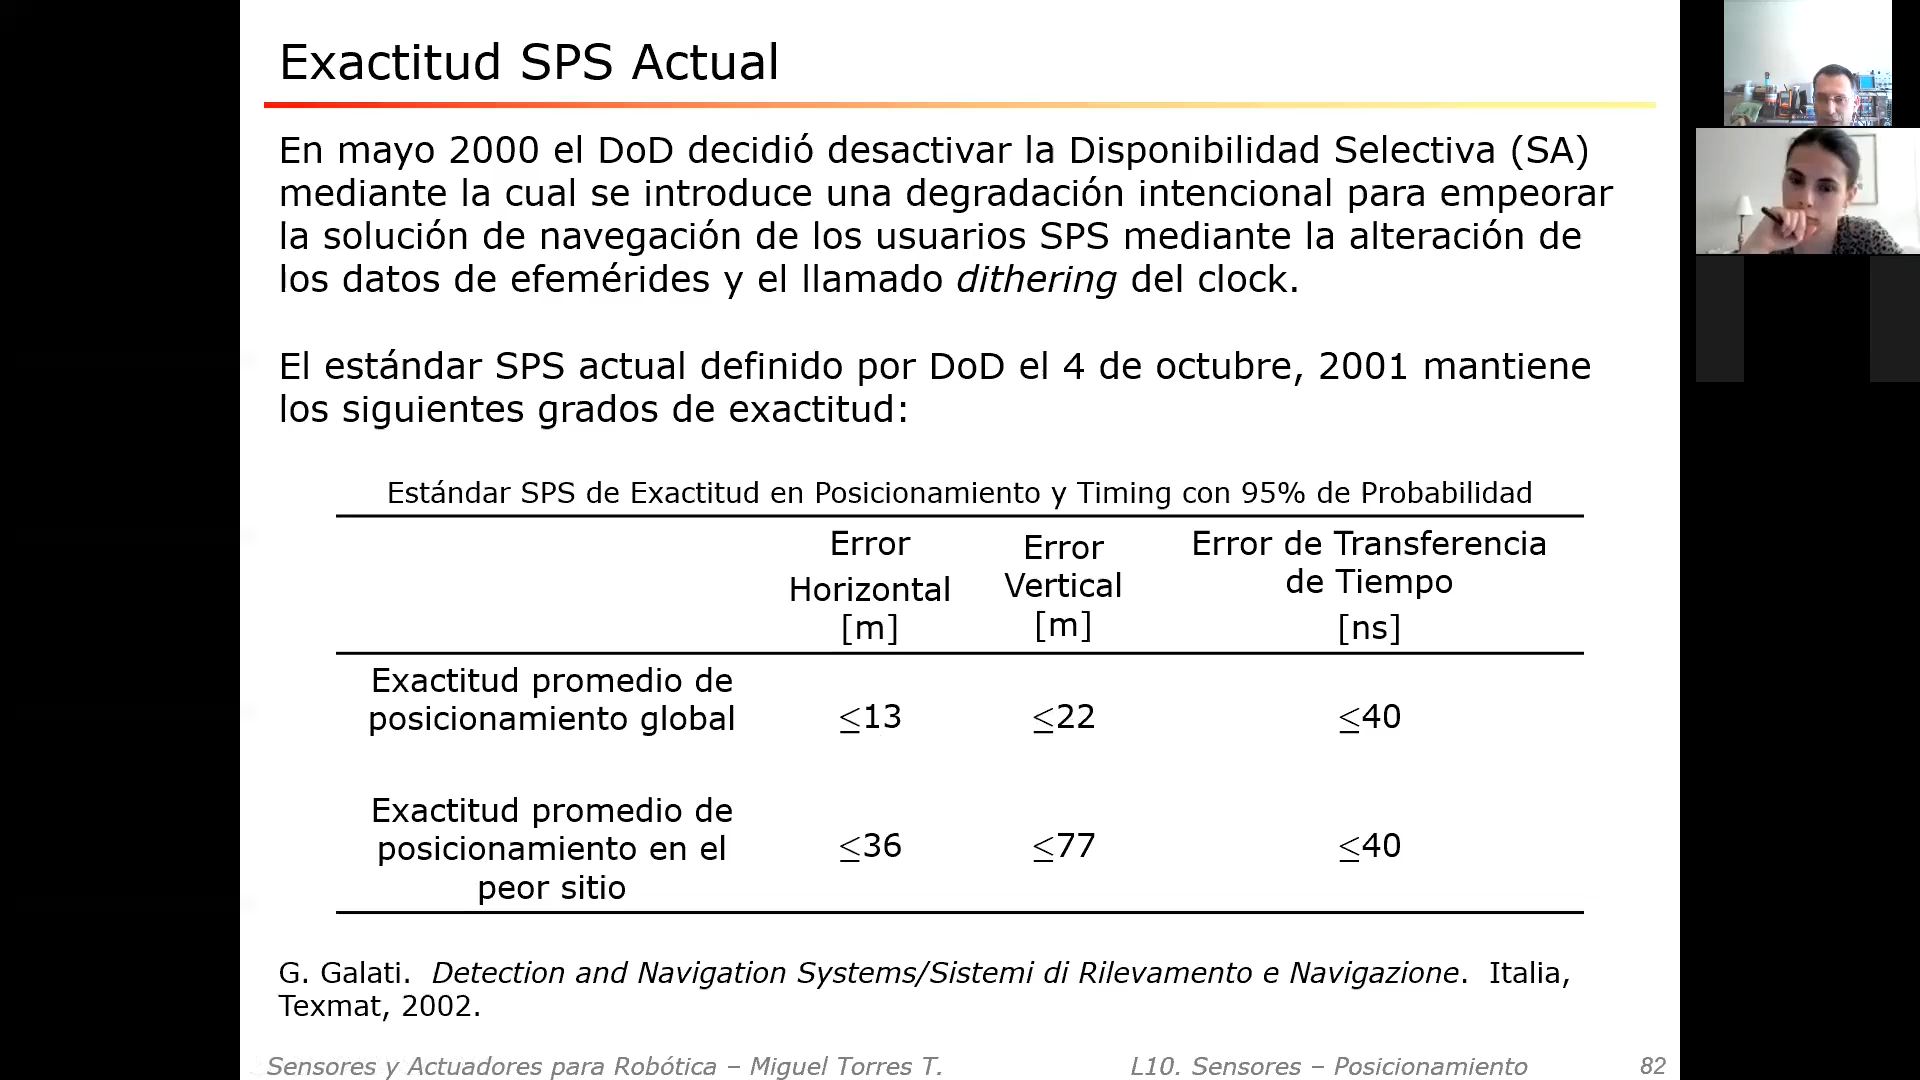 Exactitud SPS Actual
En mayo 2000 el DoD decidió desactivar la Disponibilidad Selectiva (SA)
mediante la cual se introduce una degradación intencional para empeorar
la solución de navegación de los usuarios SPS mediante la alteración de
los datos de efemérides y el llamado dithering del clock.
El estándar SPS actual definido por DoD el 4 de octubre, 2001 mantiene
los siguientes grados de exactitud:
Estándar SPS de Exactitud en Posicionamiento y Timing con 95% de Probabilidad
Error Horizontal [m]
Error Vertical [m]
Error de Transferencia de Tiempo [ns]
Exactitud promedio de
posicionamiento global
≤13
≤22
≤40
Exactitud promedio de
posicionamiento en el
peor sitio
≤36
≤77
≤40
G. Galati. Detection and Navigation Systems/Sistemi di Rilevamento e Navigazione. Italia,
Texmat, 2002.
Sensores y Actuadores para Robótica – Miguel Torres T.
L10. Sensores – Posicionamiento
82